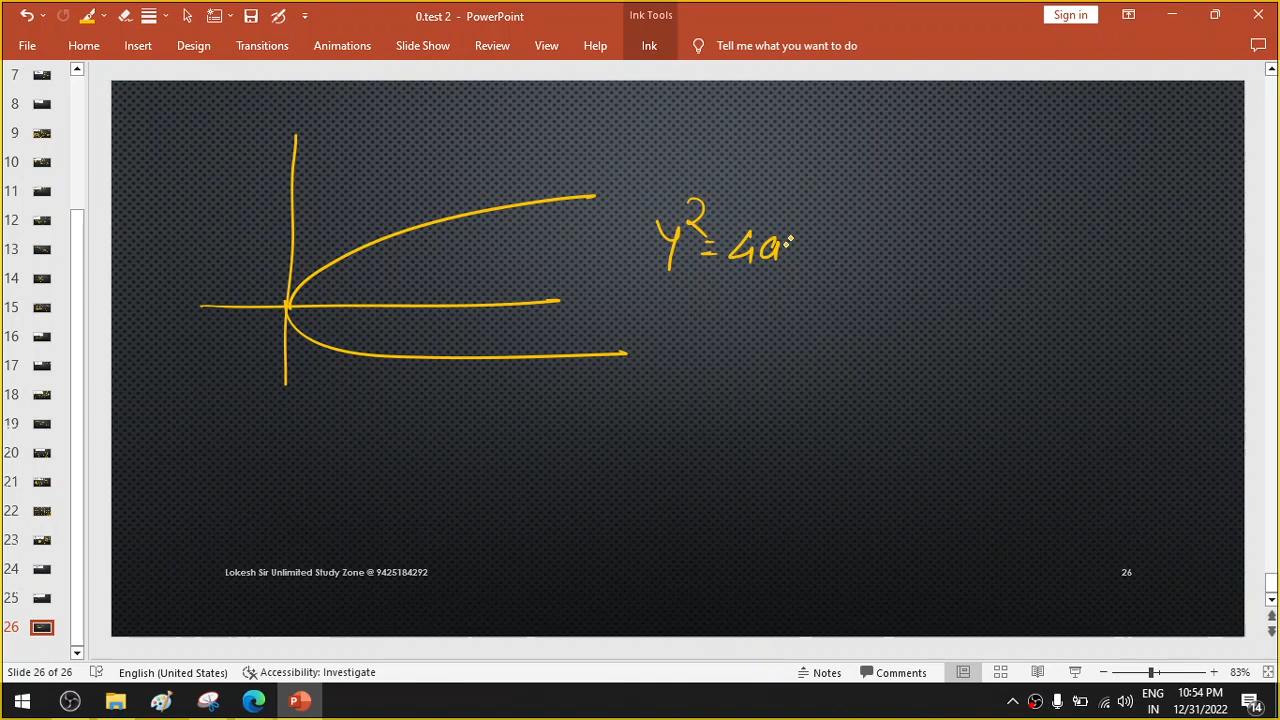 0.test 2 - PowerPoint
Ink Tools
Sign in
File Home Insert Design Transitions Animations Slide Show Review View Help Ink Tell me what you want to do
7
8
9
10
11
12
13
14
15
16
17
18
19
20
21
22
23
24
25
26
y²=4a
Lokesh Sir Unlimited Study Zone @ 9425184292
26
Slide 26 of 26 English (United States) Accessibility: Investigate Notes Comments 83%
ENG 10:54 PM
IN 12/31/2022 14